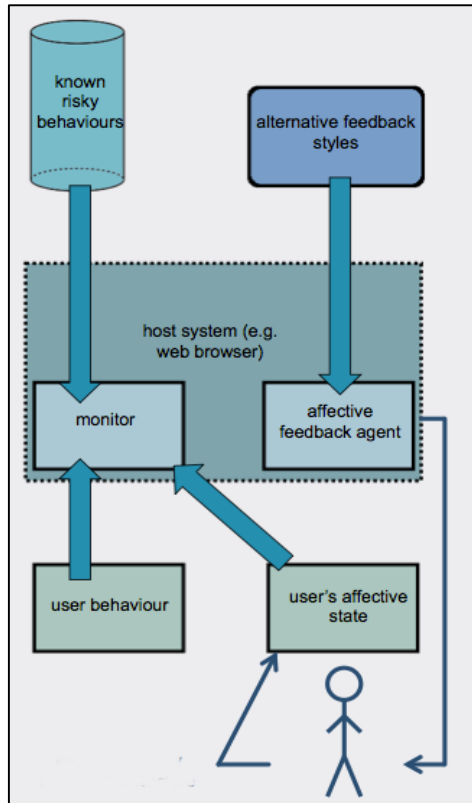 known
risky
behaviours
alternative feedback
styles
host system (e.g.
web browser)
monitor
affective
feedback agent
user behaviour
user's affective
state